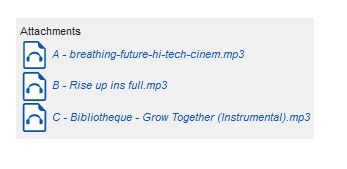 Attachments
A - breathing-future-hi-tech-cinem.mp3
B - Rise up ins full.mp3
C - Bibliotheque - Grow Together (Instrumental).mp3